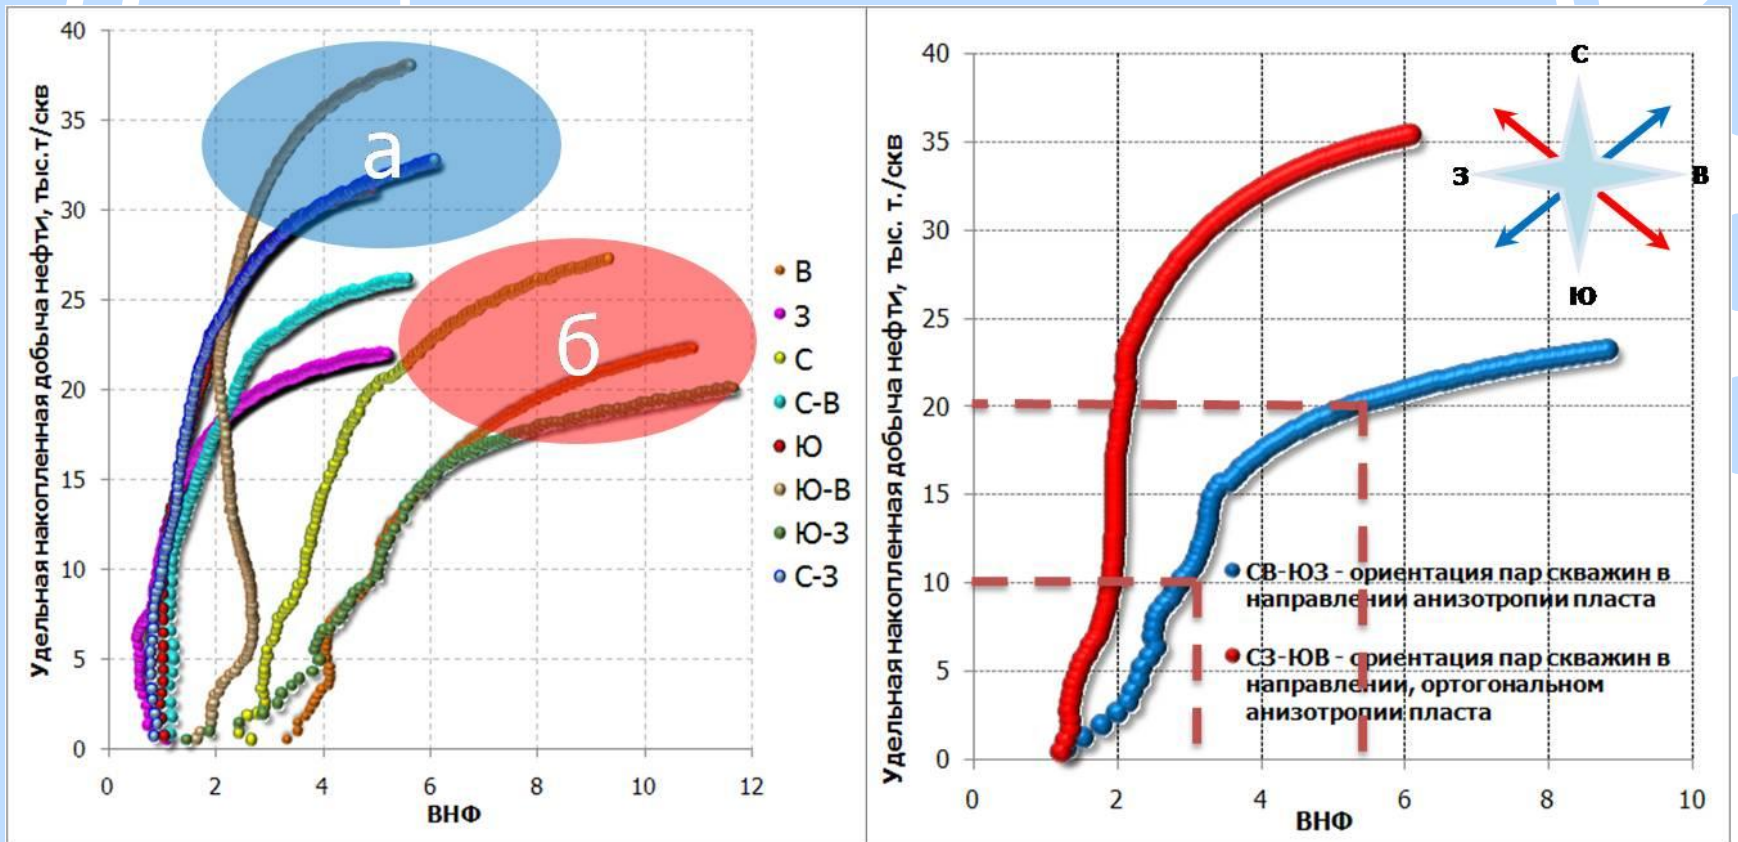 Удельная накопленная добыча нефти, тыс.т/скв
40
35
30
25
20
15
10
5
0
0 2 4 6 8 10 12
ВНФ
а
б
В
З
С
С-В
Ю
Ю-В
Ю-З
С-З
Удельная накопленная добыча нефти, тыс. т./скв
40
35
30
25
20
15
10
5
0
0 2 4 6 8 10
ВНФ
С
З
В
Ю
СВ-ЮЗ - ориентация пар скважин в
направлении анизотропии пласта
СЗ-ЮВ - ориентация пар скважин в
направлении, ортогональном
анизотропии пласта